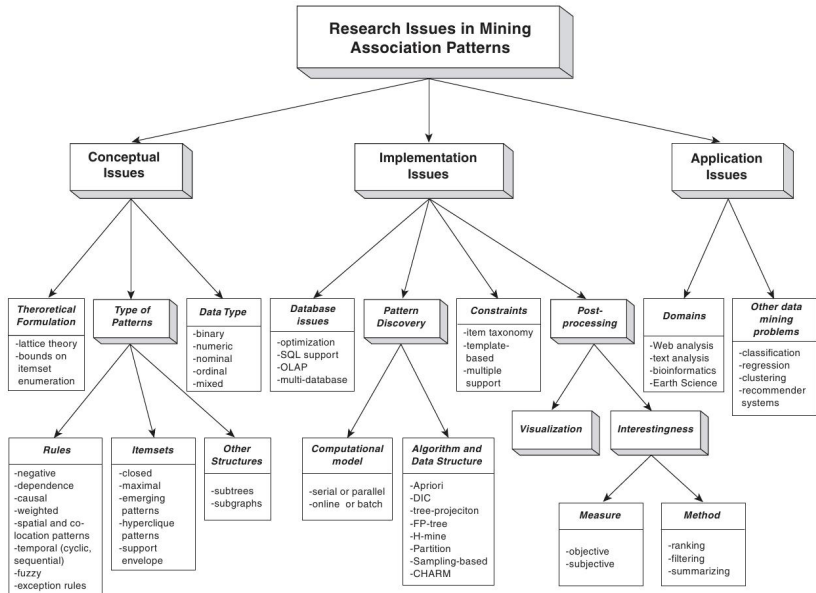 Research Issues in Mining
Association Patterns
Conceptual
Issues
Implementation
Issues
Application
Issues
Theroretical
Formulation
-lattice theory
-bounds on
itemset
enumeration
Type of
Patterns
Data Type
-binary
-numeric
-nominal
-ordinal
-mixed
Database
issues
-optimization
-SQL support
-OLAP
-multi-database
Pattern
Discovery
Constraints
-item taxonomy
-template-
based
-multiple
support
Post-
processing
Domains
-Web analysis
-text analysis
-bioinformatics
-Earth Science
Other data
mining
problems
-classification
-regression
-clustering
-recommender
systems
Rules
-negative
-dependence
-causal
-weighted
-spatial and co-
location patterns
-temporal (cyclic,
sequential)
-fuzzy
-exception rules
Itemsets
-closed
-maximal
-emerging
patterns
-hyperclique
patterns
-support
envelope
Other
Structures
-subtrees
-subgraphs
Computational
model
-serial or parallel
-online or batch
Algorithm and
Data Structure
-Apriori
-DIC
-tree-projeciton
-FP-tree
-H-mine
-Partition
-Sampling-based
-CHARM
Visualization
Interestingness
Measure
-objective
-subjective
Method
-ranking
-filtering
-summarizing